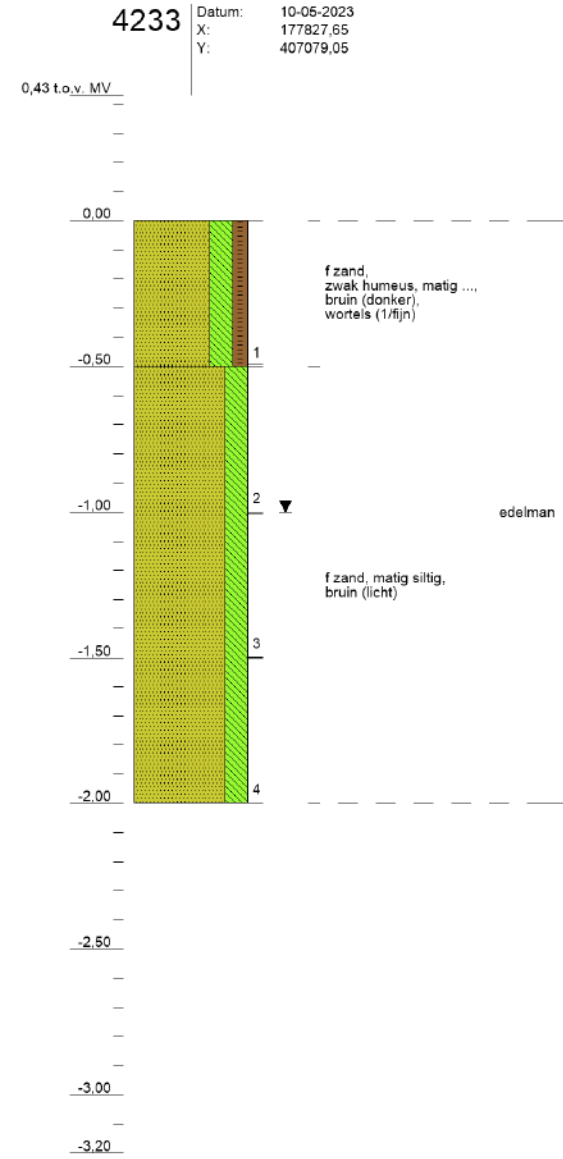 4233
Datum: 10-05-2023
X: 177827,65
Y: 407079,05
0,43 t.o.v. MV
0,00
f zand,
zwak humeus, matig ...,
bruin (donker),
wortels (1/fijn)
1
-0,50
2
-1,00
edelman
f zand, matig siltig,
bruin (licht)
3
-1,50
4
-2,00
-2,50
-3,00
-3,20